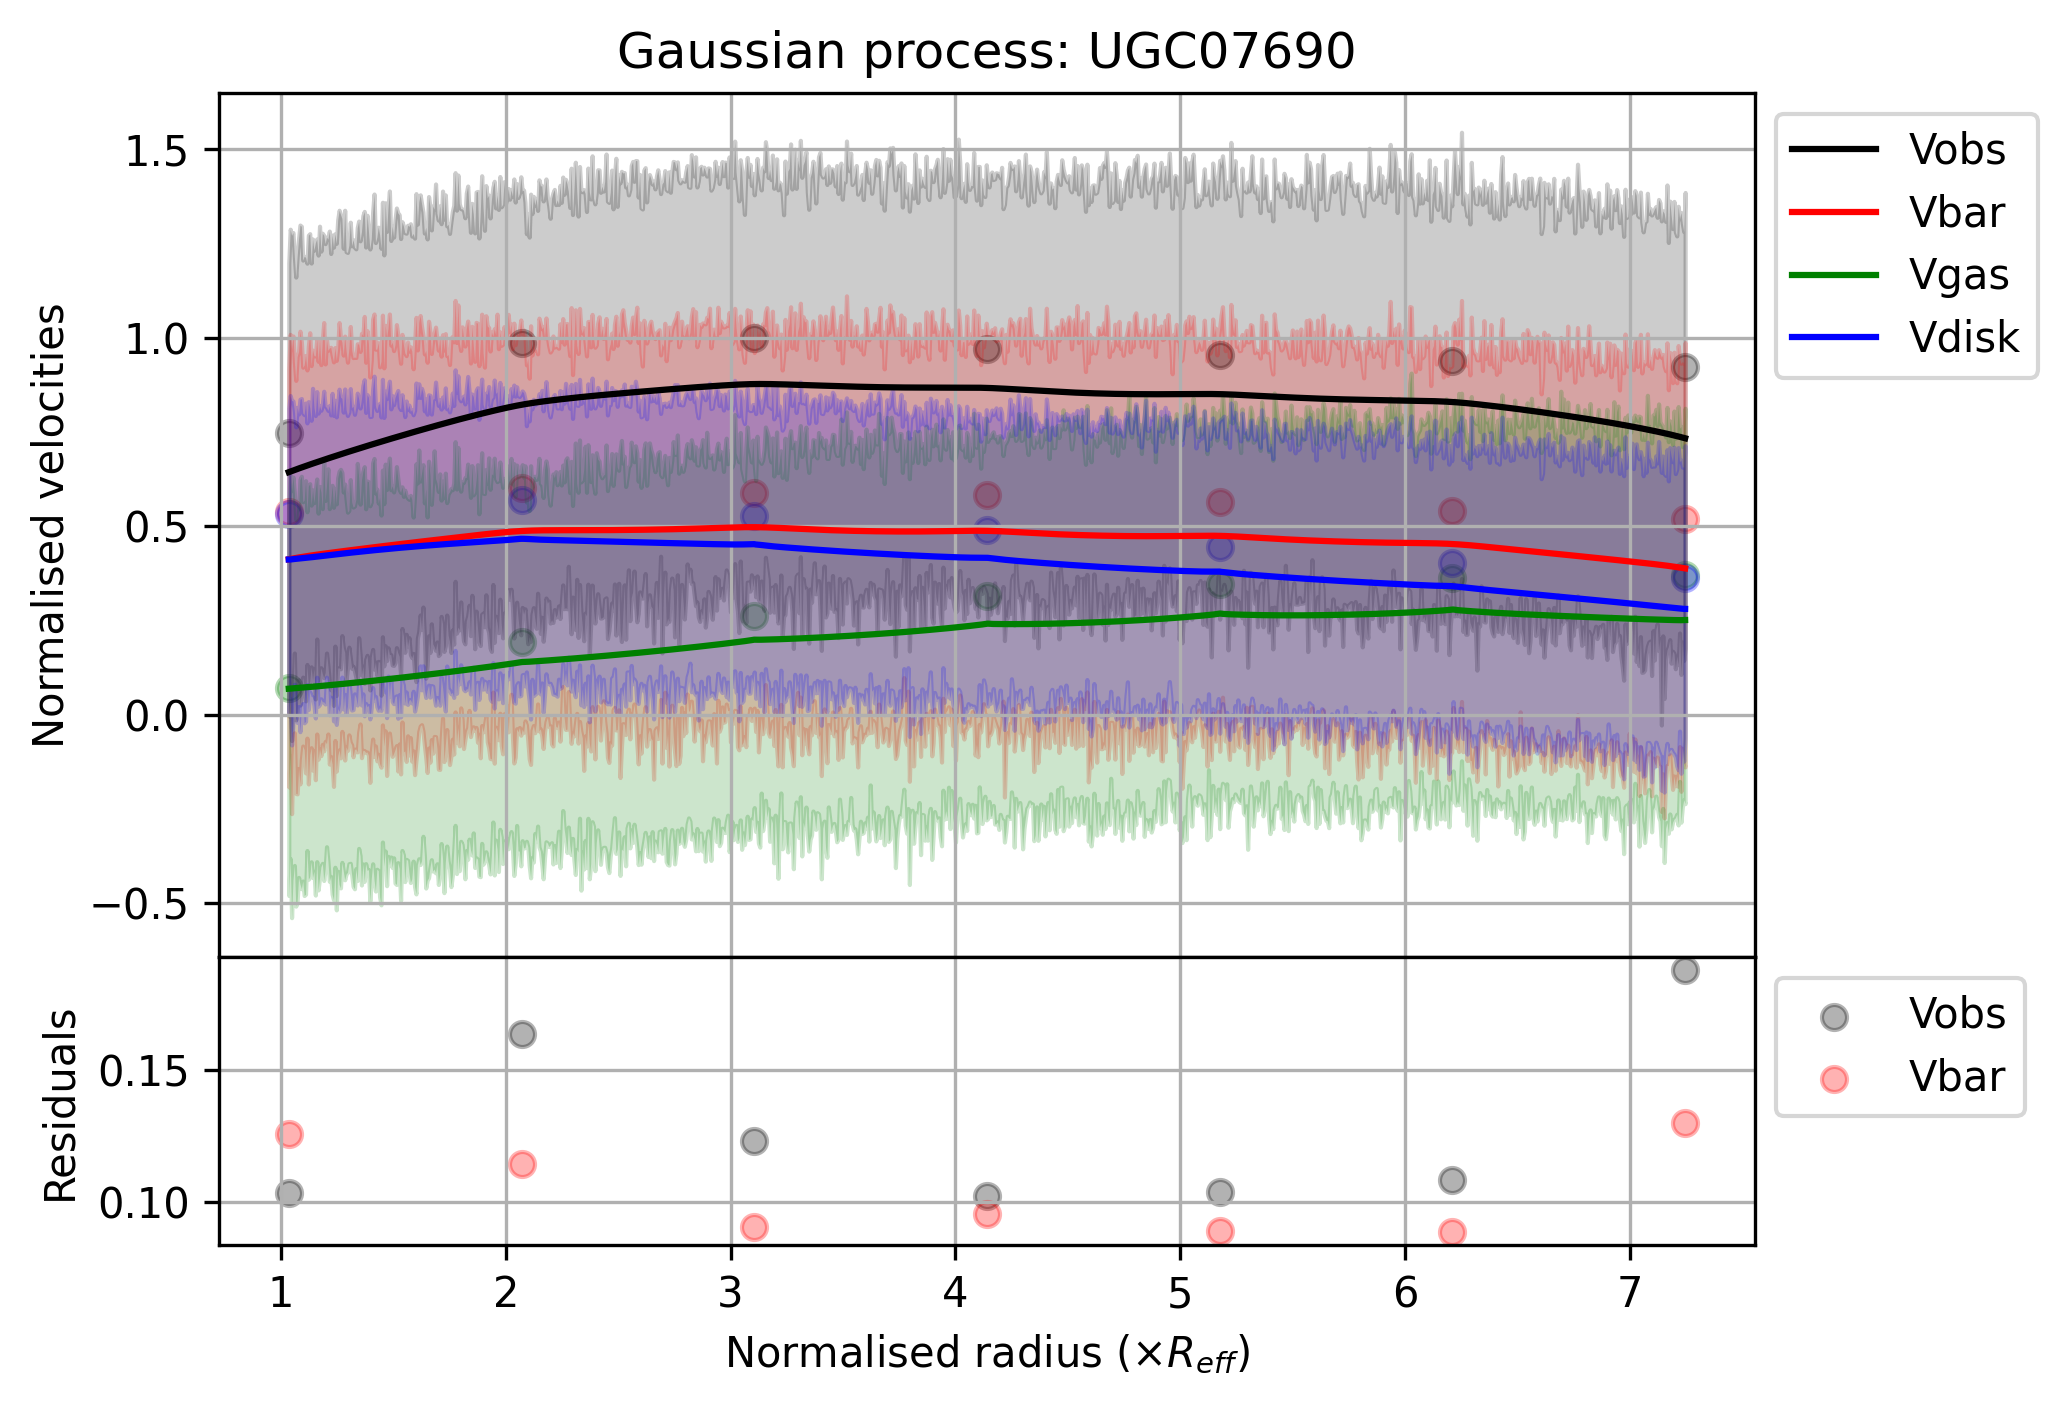 Gaussian process: UGC07690
1.5
1.0
0.5
0.0
−0.5
Normalised velocities
Vobs
Vbar
Vgas
Vdisk
0.15
0.10
Residuals
Vobs
Vbar
1 2 3 4 5 6 7
Normalised radius (×R_eff)